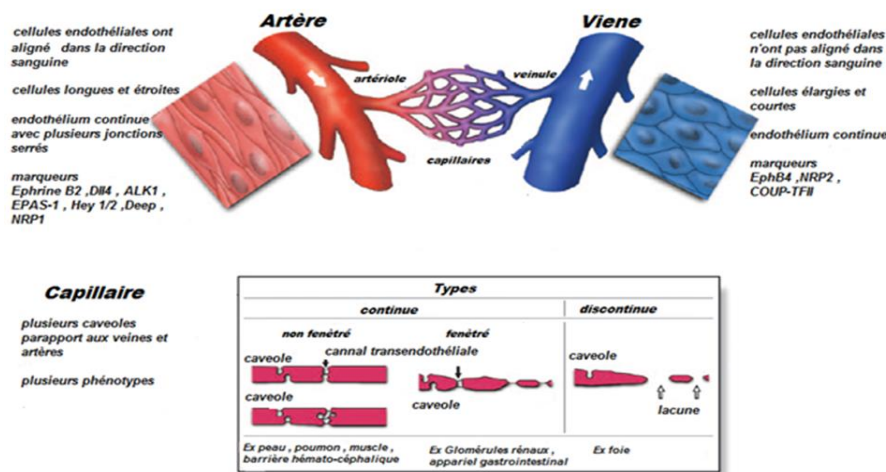 Artère
Viene
cellules endothéliales ont
aligné dans la direction
sanguine
cellules longues et étroites
endothélium continue
avec plusieurs jonctions
serrés
marqueurs
Ephrine B2 ,Dll4 , ALK1 ,
EPAS-1 , Hey 1/2 ,Deep ,
NRP1
artériole
veinule
capillaires
cellules endothéliales
n'ont pas aligné dans
la direction sanguine
cellules élargies et
courtes
endothélium continue
marqueurs
EphB4 ,NRP2 ,
COUP-TFII
Capillaire
plusieurs caveoles
parapport aux veines et
artères
plusieurs phénotypes
Types
continue
discontinue
non fenètré
fenètré
caveole
cannal transendothéliale
caveole
caveole
caveole
lacune
Ex peau , poumon , muscle ,
barrière hémato-céphalique
Ex Glomérules rénaux ,
appariel gastrointestinal
Ex foie